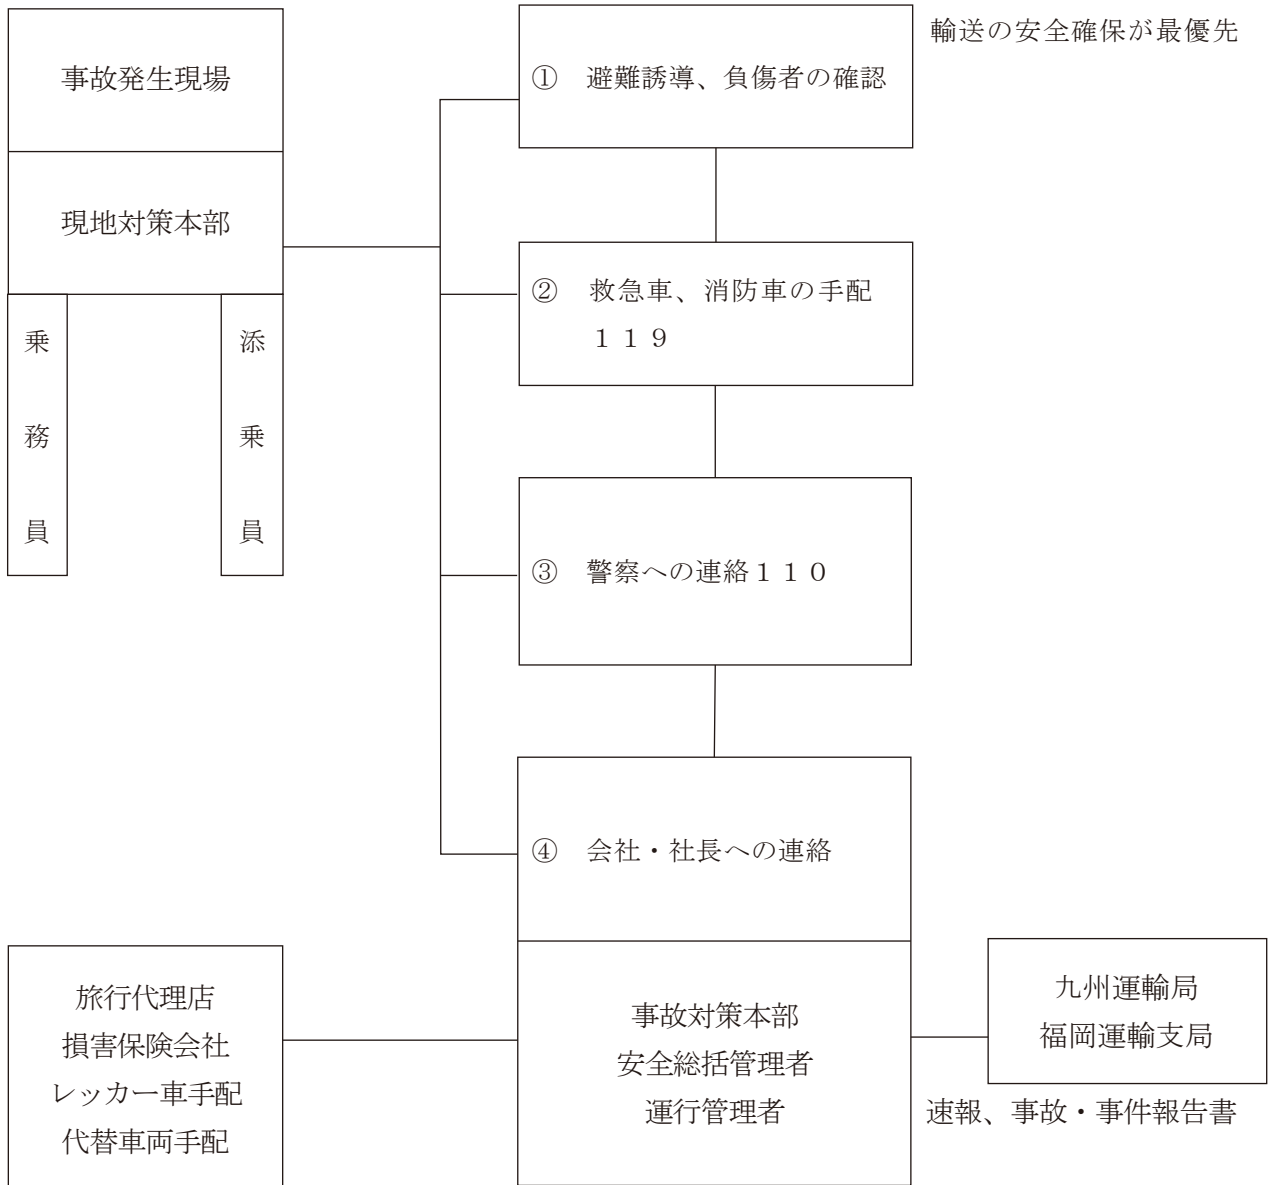 事故発生現場
現地対策本部
乗務員
添乗員
輸送の安全確保が最優先
① 避難誘導、負傷者の確認
② 救急車、消防車の手配
１１９
③ 警察への連絡１１０
④ 会社・社長への連絡
事故対策本部
安全総括管理者
運行管理者
旅行代理店
損害保険会社
レッカー車手配
代替車両手配
九州運輸局
福岡運輸支局
速報、事故・事件報告書